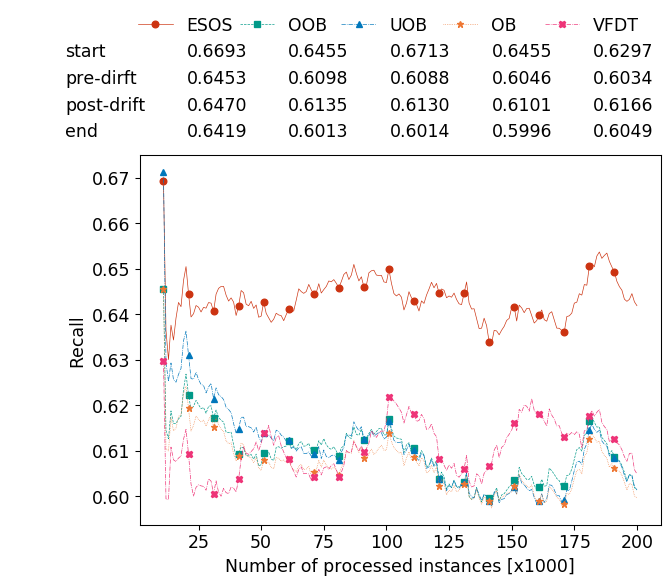 ESOS OOB UOB OB VFDT
start 0.6693 0.6455 0.6713 0.6455 0.6297
pre-dirft 0.6453 0.6098 0.6088 0.6046 0.6034
post-drift 0.6470 0.6135 0.6130 0.6101 0.6166
end 0.6419 0.6013 0.6014 0.5996 0.6049
0.67
0.66
0.65
0.64
0.63
0.62
0.61
0.60
Recall
25 50 75 100 125 150 175 200
Number of processed instances [x1000]